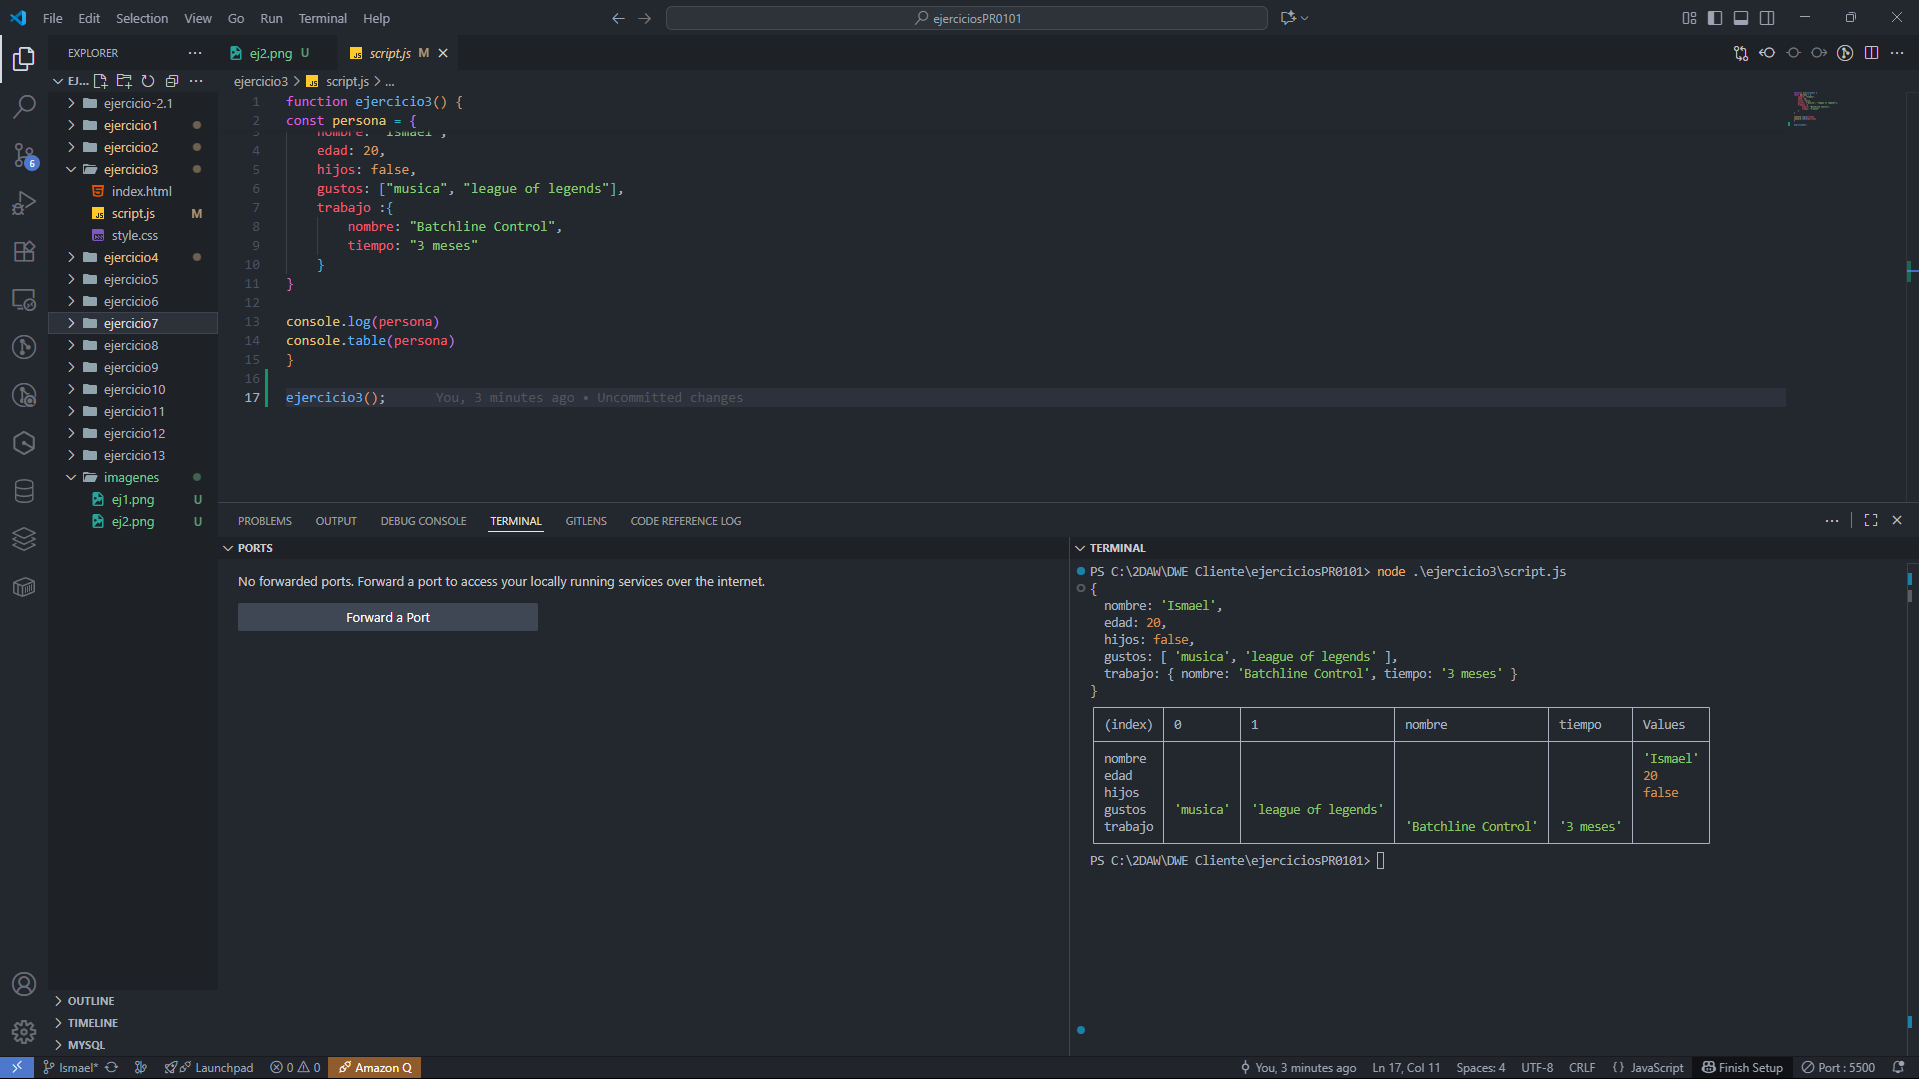 File Edit Selection View Go Run Terminal Help
ejerciciosPR0101
EXPLORER
ej2.png U
script.js M
EJ...
ejercicio3 > script.js > ...
ejercicio-2.1
ejercicio1
ejercicio2
ejercicio3
index.html
script.js M
style.css
ejercicio4
ejercicio5
ejercicio6
ejercicio7
ejercicio8
ejercicio9
ejercicio10
ejercicio11
ejercicio12
ejercicio13
imagenes
ej1.png U
ej2.png U
OUTLINE
TIMELINE
MYSQL
1 function ejercicio3() {
2 const persona = {
3 nombre: "Ismael",
4 edad: 20,
5 hijos: false,
6 gustos: ["musica", "league of legends"],
7 trabajo :{
8 nombre: "Batchline Control",
9 tiempo: "3 meses"
10 }
11 }
12
13 console.log(persona)
14 console.table(persona)
15 }
16
17 ejercicio3(); You, 3 minutes ago • Uncommitted changes
PROBLEMS OUTPUT DEBUG CONSOLE TERMINAL GITLENS CODE REFERENCE LOG
PORTS
No forwarded ports. Forward a port to access your locally running services over the internet.
Forward a Port
TERMINAL
PS C:\2DAW\DWE Cliente\ejerciciosPR0101> node .\ejercicio3\script.js
{
nombre: 'Ismael',
edad: 20,
hijos: false,
gustos: [ 'musica', 'league of legends' ],
trabajo: { nombre: 'Batchline Control', tiempo: '3 meses' }
}
(index) 0 1 nombre tiempo Values
nombre 'Ismael'
edad 20
hijos false
gustos 'musica' 'league of legends'
trabajo 'Batchline Control' '3 meses'
PS C:\2DAW\DWE Cliente\ejerciciosPR0101>
6
Ismael* Launchpad 0 0 Amazon Q You, 3 minutes ago Ln 17, Col 11 Spaces: 4 UTF-8 CRLF {} JavaScript Finish Setup Port : 5500